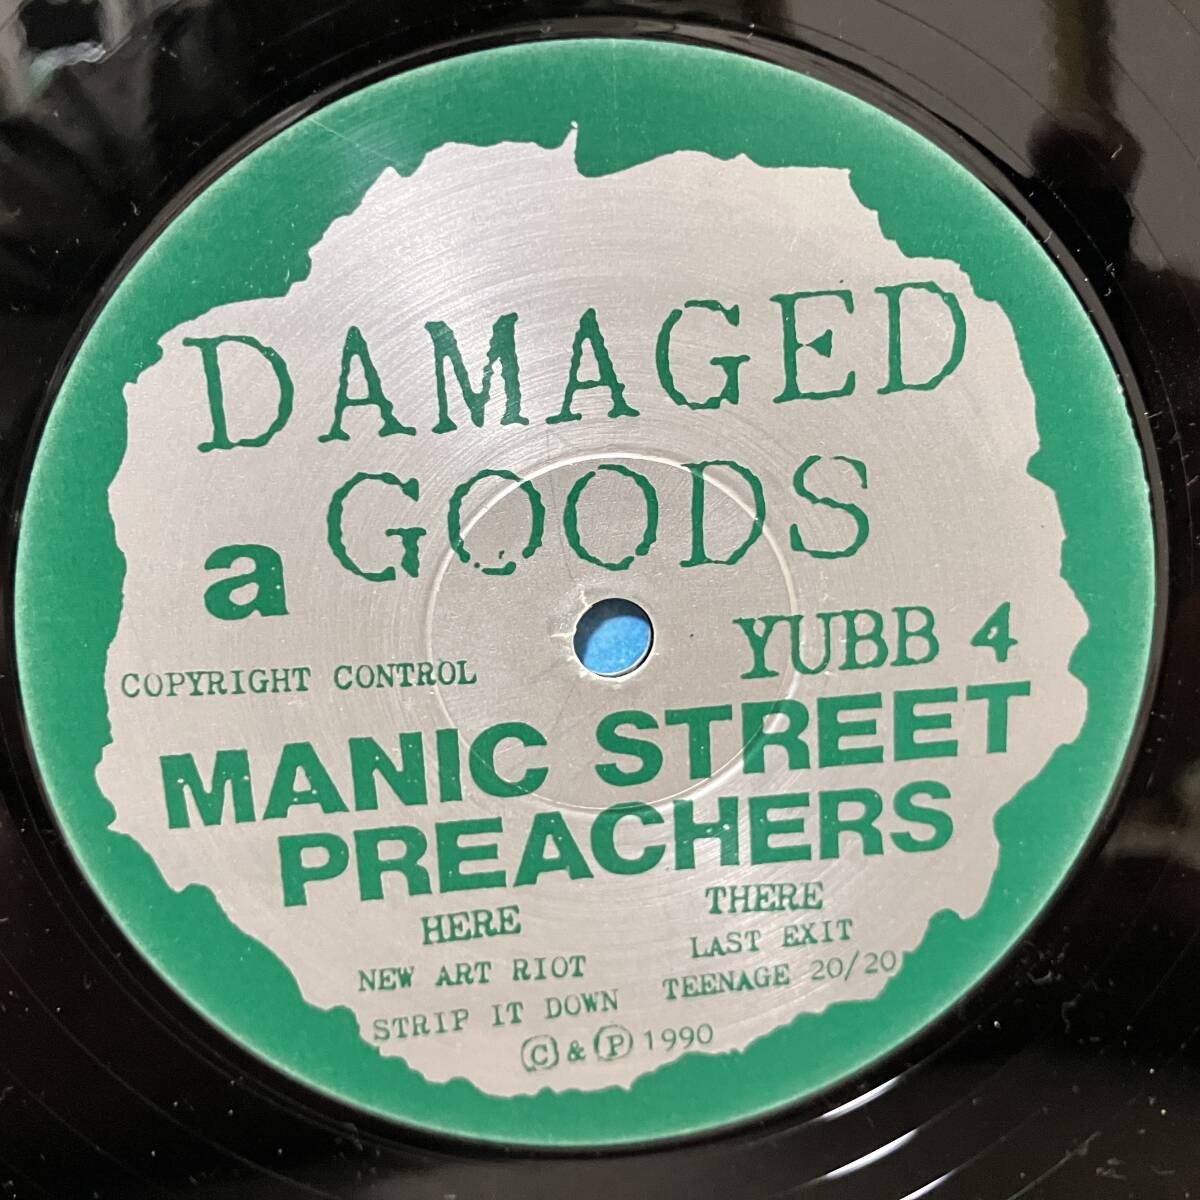 DAMAGED
GOODS
a
YUBB 4
COPYRIGHT CONTROL
MANIC STREET
PREACHERS
HERE
NEW ART RIOT
STRIP IT DOWN
THERE
LAST EXIT
TEENAGE 20/20
Ⓒ & Ⓟ 1990